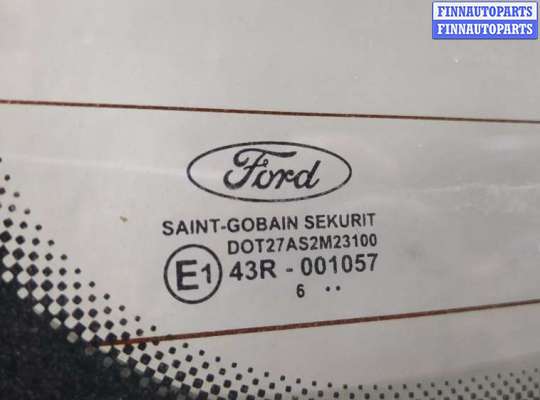 FINNAUTOPARTS
FINNAUTOPARTS
Ford
SAINT-GOBAIN SEKURIT
DOT27AS2M23100
E1 43R - 001057
6 ..